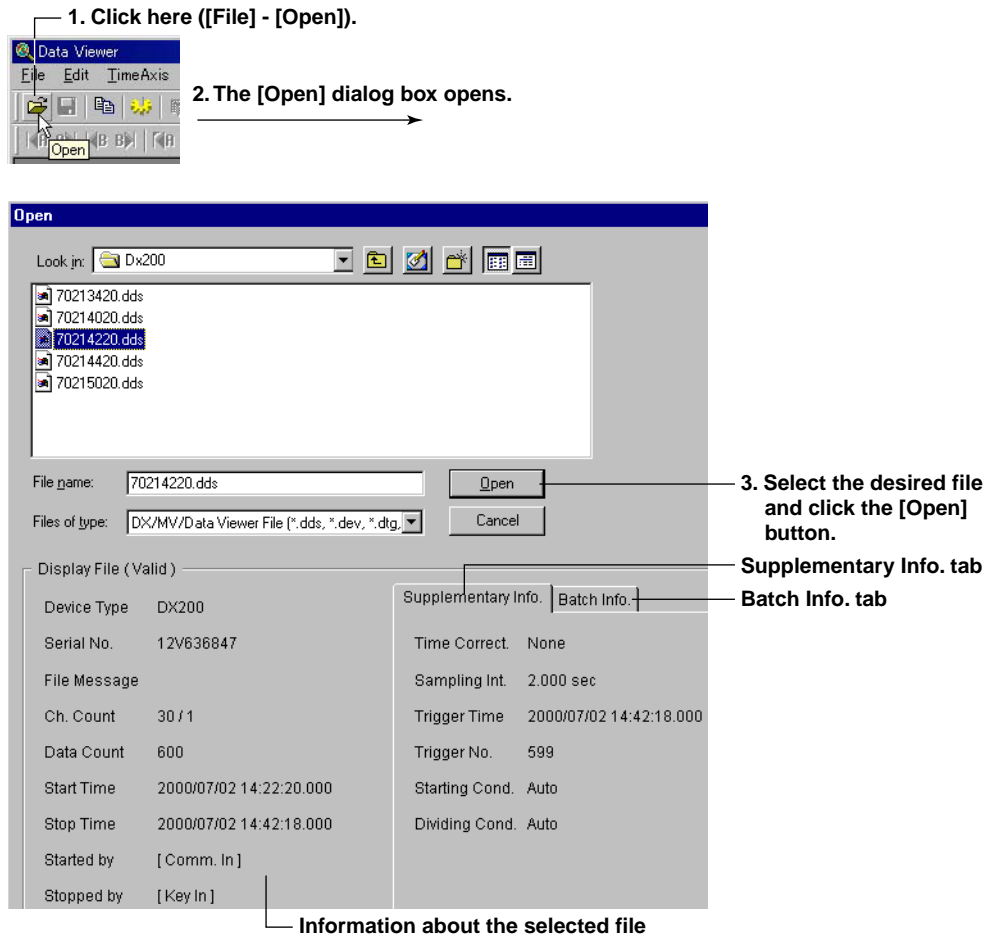 1. Click here ([File] - [Open]).
Data Viewer
File Edit TimeAxis
2. The [Open] dialog box opens.
Open
Open
Look in: Dx200
70213420.dds
70214020.dds
70214220.dds
70214420.dds
70215020.dds
File name: 70214220.dds Open
3. Select the desired file
and click the [Open]
button.
Files of type: DX/MV/Data Viewer File (*.dds, *.dev, *.dtg, Cancel
Supplementary Info. tab
Batch Info. tab
Display File ( Valid )
Supplementary Info. Batch Info.
Device Type DX200
Serial No. 12V636847
File Message
Ch. Count 30 / 1
Data Count 600
Start Time 2000/07/02 14:22:20.000
Stop Time 2000/07/02 14:42:18.000
Started by [ Comm. In ]
Stopped by [ Key In ]
Time Correct. None
Sampling Int. 2.000 sec
Trigger Time 2000/07/02 14:42:18.000
Trigger No. 599
Starting Cond. Auto
Dividing Cond. Auto
Information about the selected file